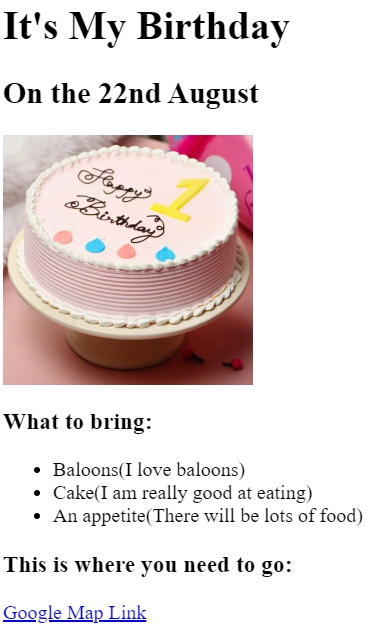 It's My Birthday
On the 22nd August
Happy 1
Birthday
What to bring:
Baloons(I love baloons)
Cake(I am really good at eating)
An appetite(There will be lots of food)
This is where you need to go:
Google Map Link